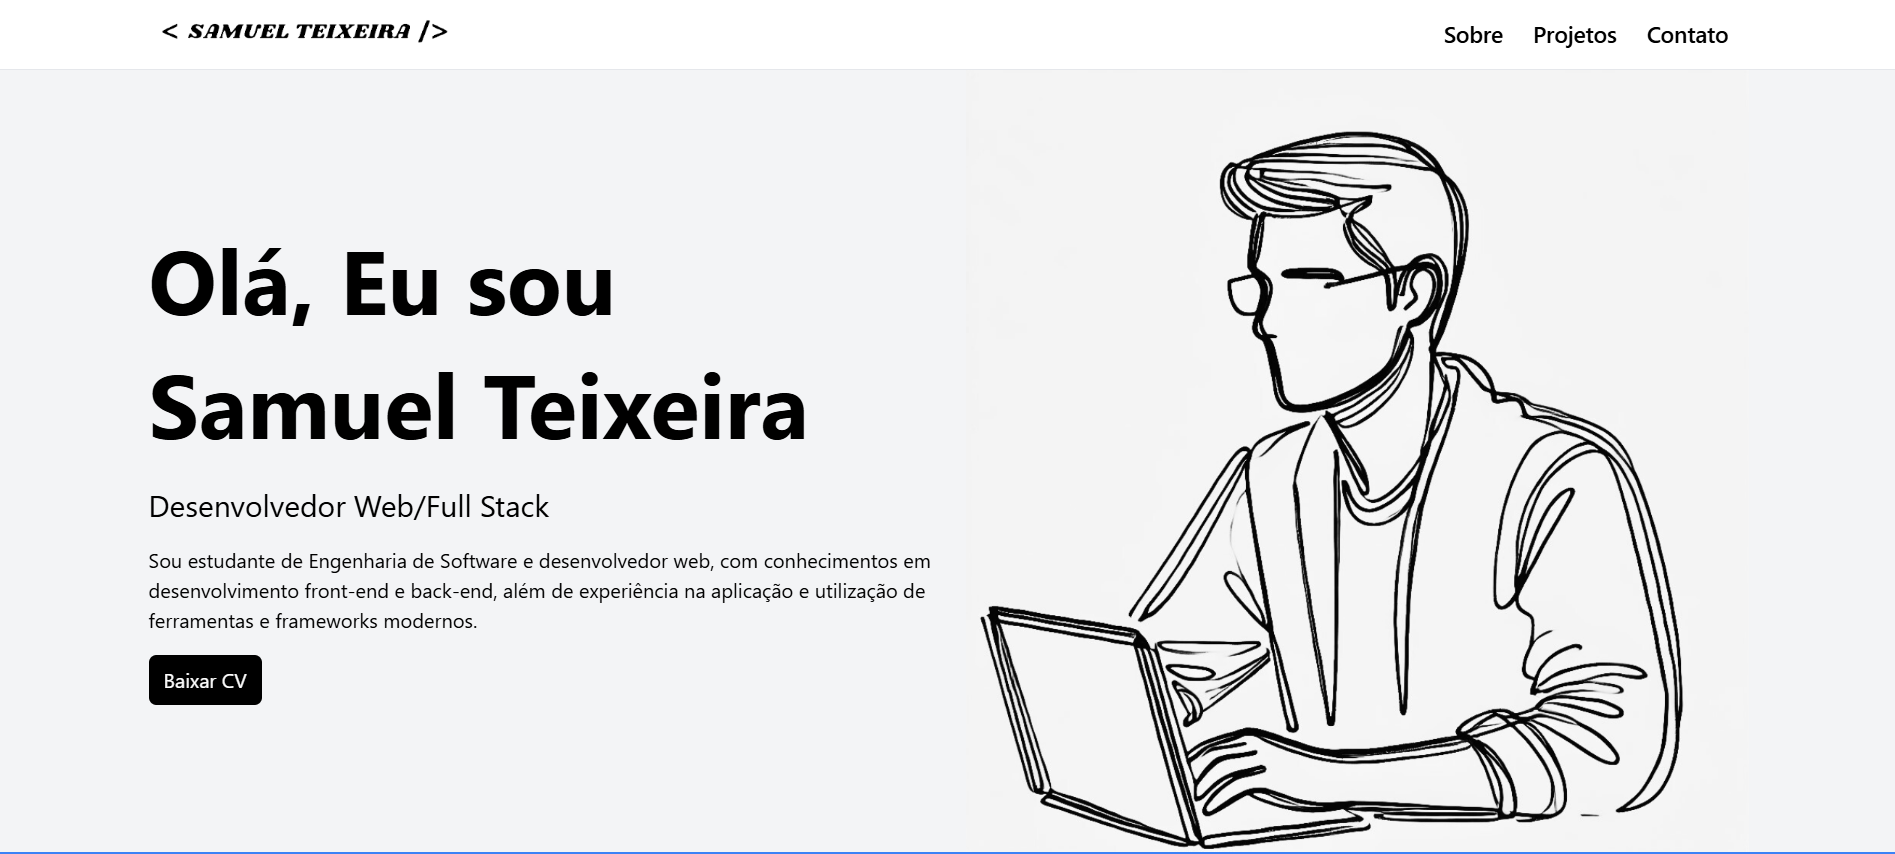 < SAMUEL TEIXEIRA />
Sobre
Projetos
Contato
Olá, Eu sou
Samuel Teixeira
Desenvolvedor Web/Full Stack
Sou estudante de Engenharia de Software e desenvolvedor web, com conhecimentos em
desenvolvimento front-end e back-end, além de experiência na aplicação e utilização de
ferramentas e frameworks modernos.
Baixar CV